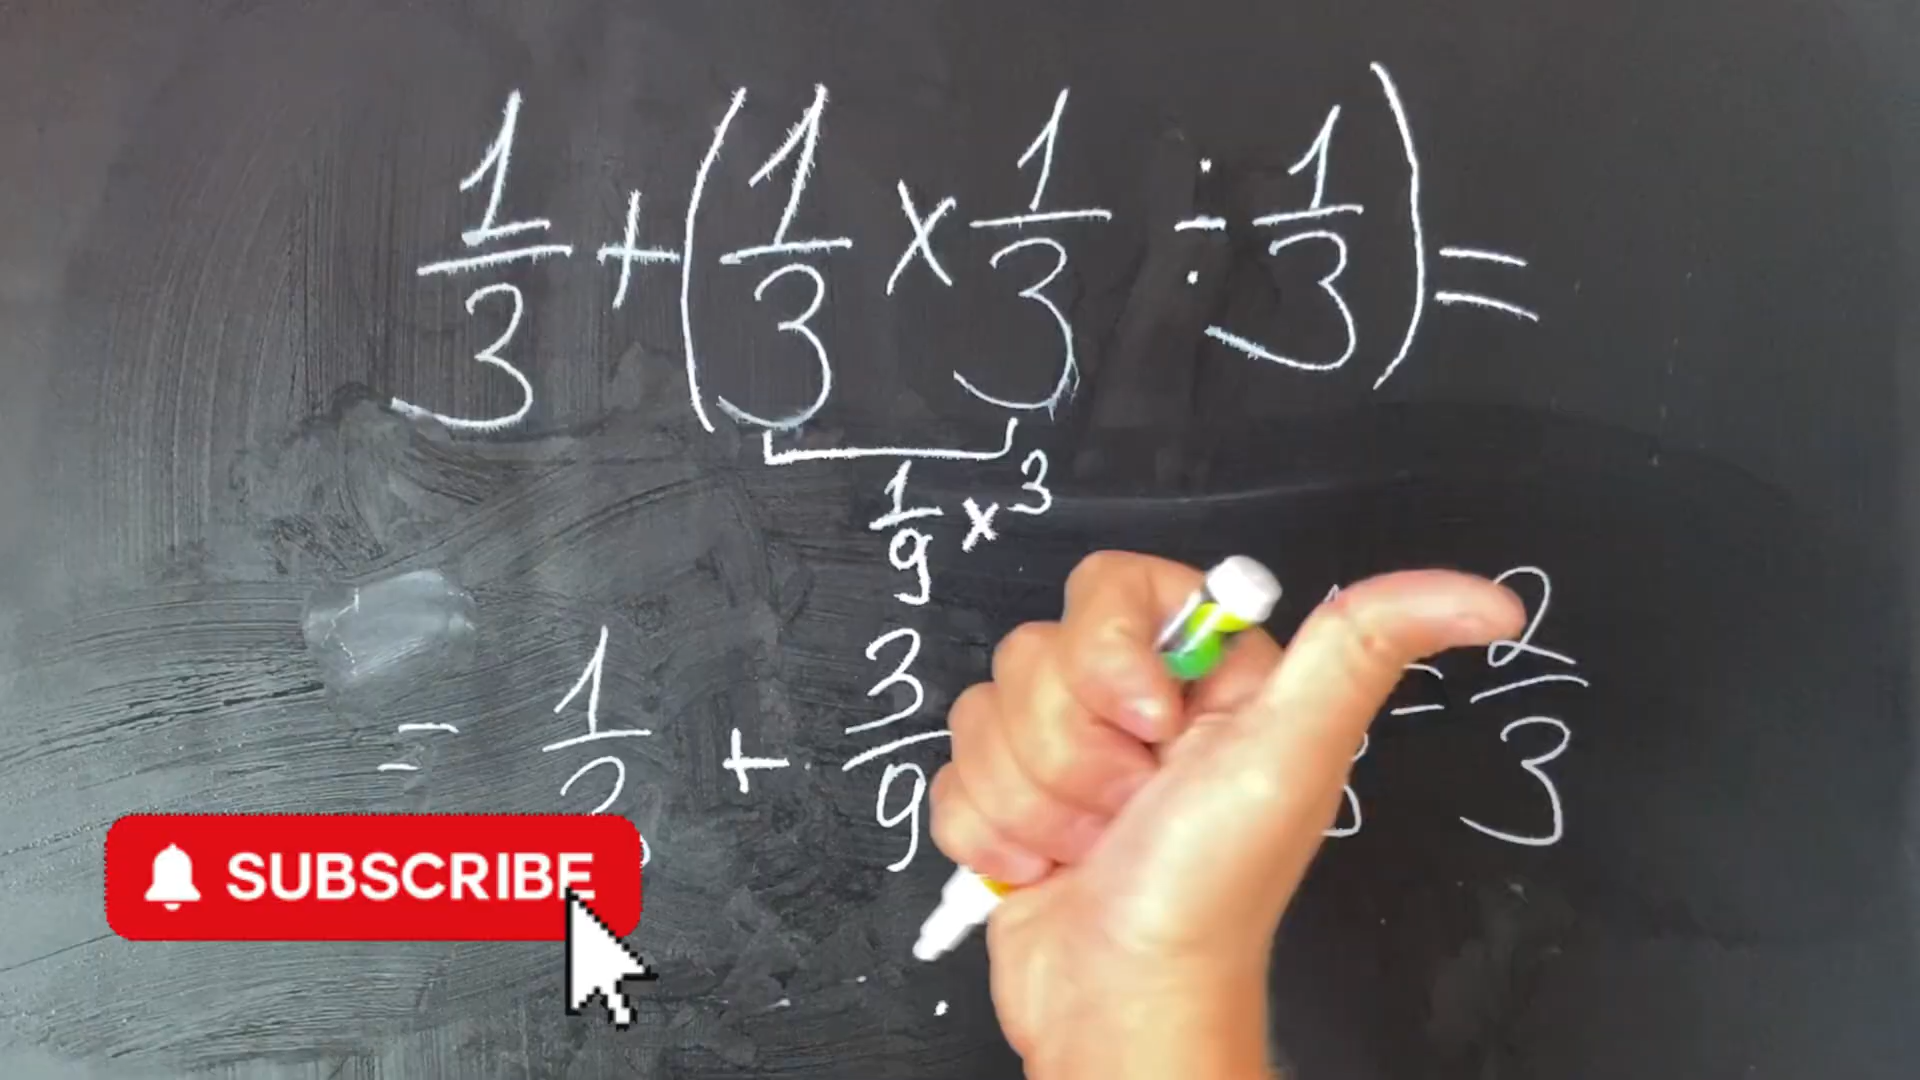 1/3 + (1/3 × 1/3 ÷ 1/3) =
1/9 × 3
= 1/3 + 3/9 = 2/3
SUBSCRIBE